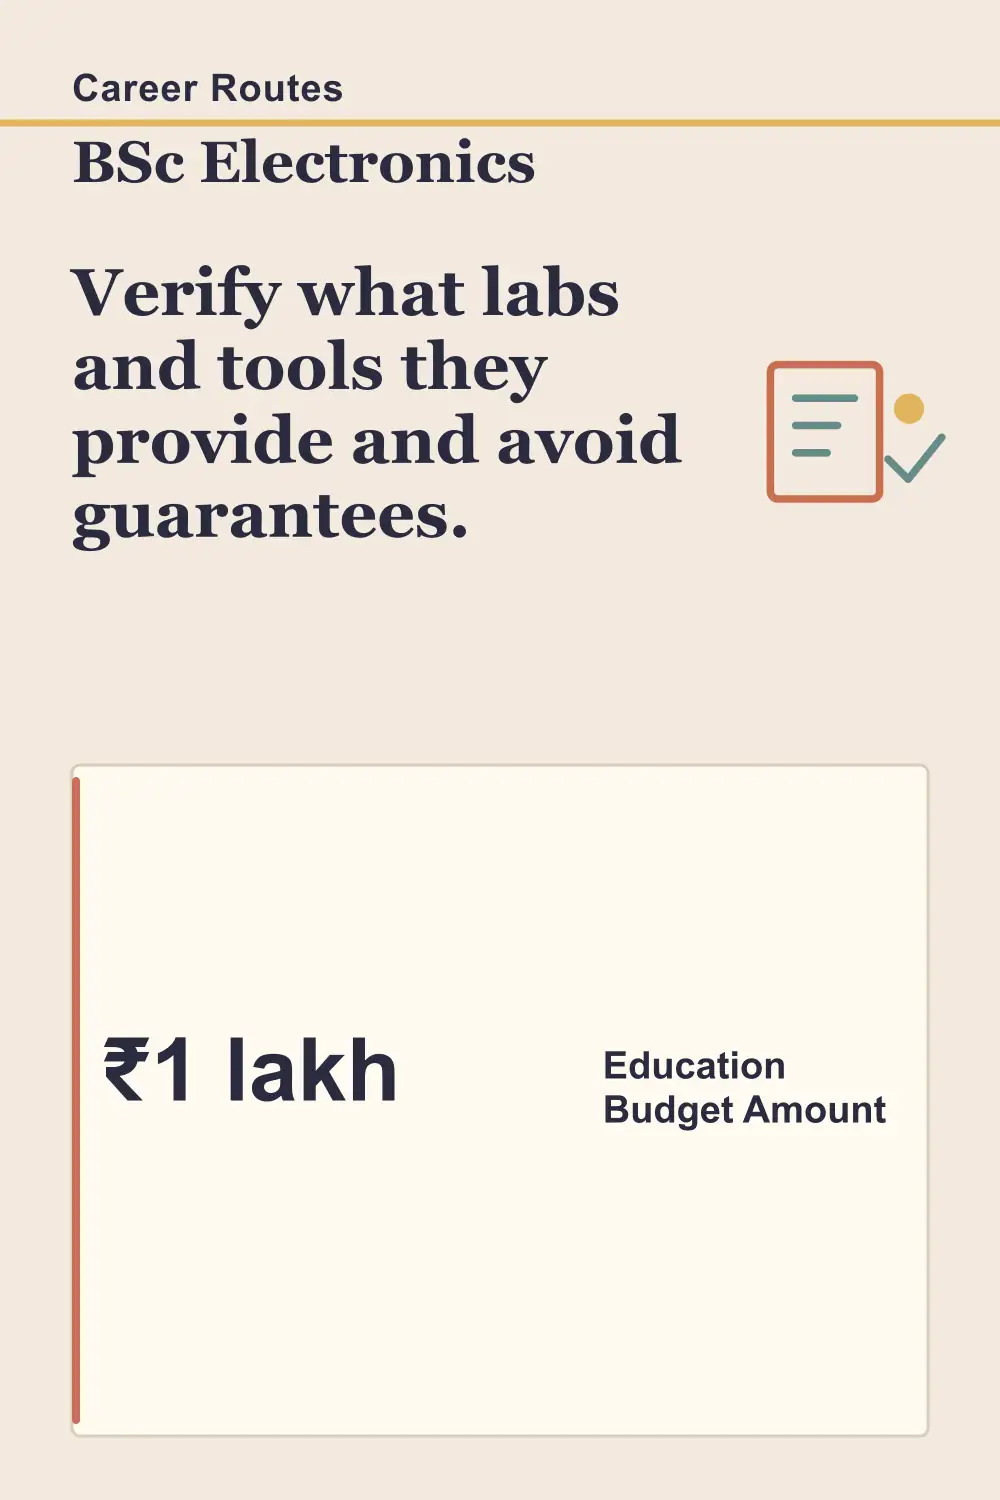 Career Routes
BSc Electronics
Verify what labs
and tools they
provide and avoid
guarantees.
₹1 lakh
Education
Budget Amount